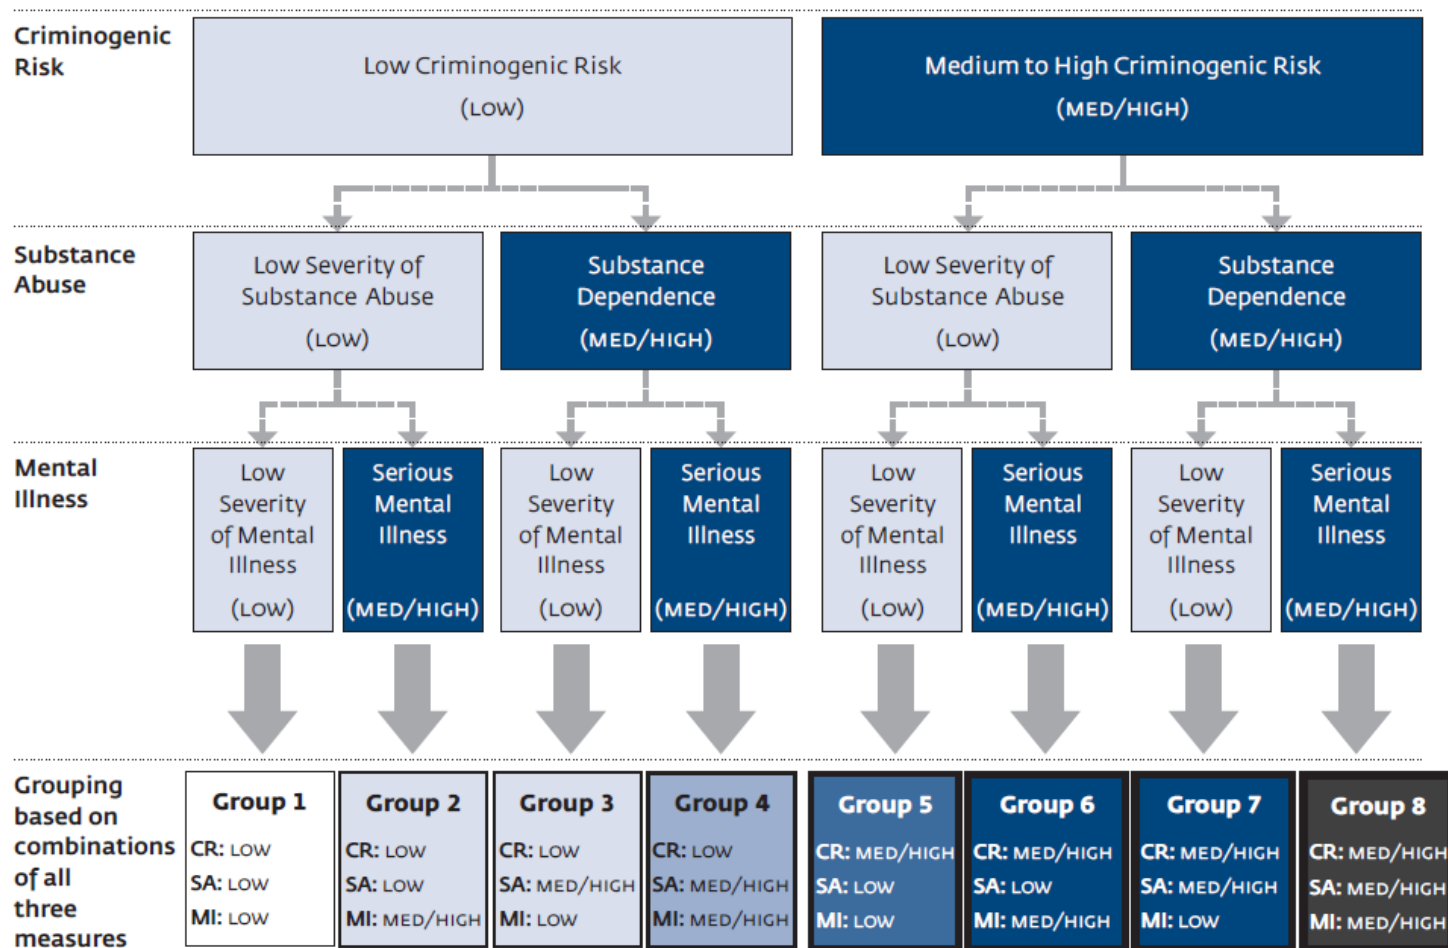 Criminogenic
Risk
Low Criminogenic Risk
(LOW)
Medium to High Criminogenic Risk
(MED/HIGH)
Substance
Abuse
Low Severity of
Substance Abuse
(LOW)
Substance
Dependence
(MED/HIGH)
Low Severity of
Substance Abuse
(LOW)
Substance
Dependence
(MED/HIGH)
Mental
Illness
Low
Severity
of Mental
Illness
(LOW)
Serious
Mental
Illness
(MED/HIGH)
Low
Severity
of Mental
Illness
(LOW)
Serious
Mental
Illness
(MED/HIGH)
Low
Severity
of Mental
Illness
(LOW)
Serious
Mental
Illness
(MED/HIGH)
Low
Severity
of Mental
Illness
(LOW)
Serious
Mental
Illness
(MED/HIGH)
Grouping
based on
combinations
of all
three
measures
Group 1
CR: LOW
SA: LOW
MI: LOW
Group 2
CR: LOW
SA: LOW
MI: MED/HIGH
Group 3
CR: LOW
SA: MED/HIGH
MI: LOW
Group 4
CR: LOW
SA: MED/HIGH
MI: MED/HIGH
Group 5
CR: MED/HIGH
SA: LOW
MI: LOW
Group 6
CR: MED/HIGH
SA: LOW
MI: MED/HIGH
Group 7
CR: MED/HIGH
SA: MED/HIGH
MI: LOW
Group 8
CR: MED/HIGH
SA: MED/HIGH
MI: MED/HIGH